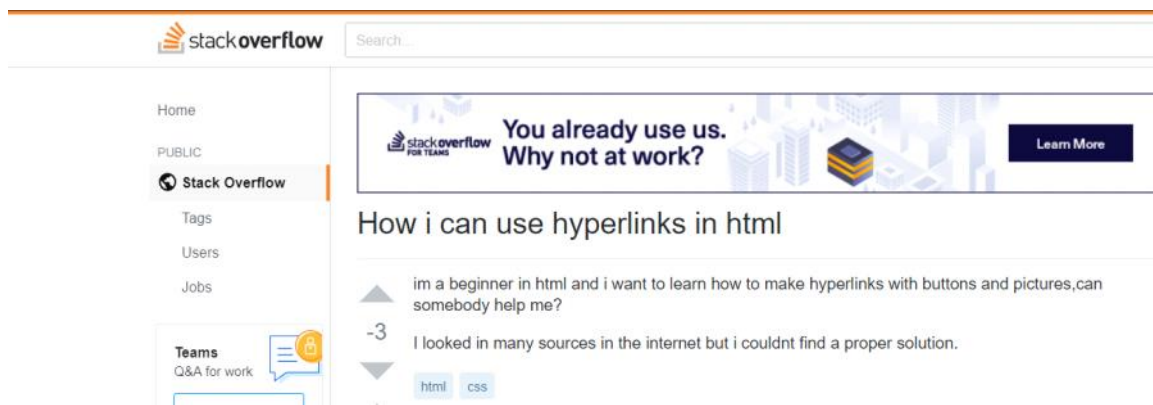 stackoverflow
Search...
Home
PUBLIC
Stack Overflow
Tags
Users
Jobs
Teams
Q&A for work
stackoverflow
FOR TEAMS
You already use us.
Why not at work?
Learn More
How i can use hyperlinks in html
im a beginner in html and i want to learn how to make hyperlinks with buttons and pictures,can
somebody help me?
-3
I looked in many sources in the internet but i couldnt find a proper solution.
html css